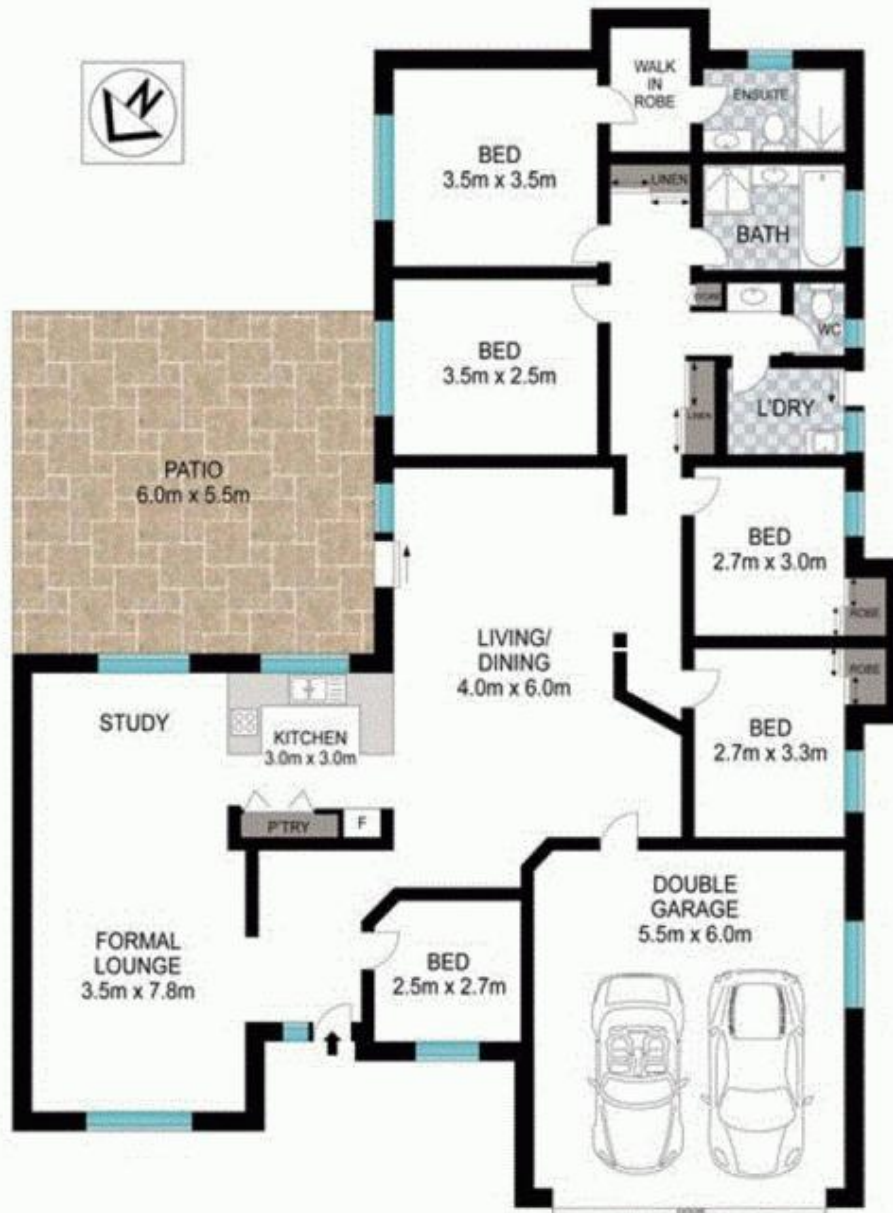 N
WALK
IN
ROBE
ENSUITE
BED
3.5m x 3.5m
LINEN
BATH
BED
3.5m x 2.5m
WC
LINEN
L'DRY
PATIO
6.0m x 5.5m
BED
2.7m x 3.0m
ROBE
LIVING/
DINING
4.0m x 6.0m
ROBE
STUDY
KITCHEN
3.0m x 3.0m
BED
2.7m x 3.3m
P'TRY
F
DOUBLE
GARAGE
5.5m x 6.0m
FORMAL
LOUNGE
3.5m x 7.8m
BED
2.5m x 2.7m